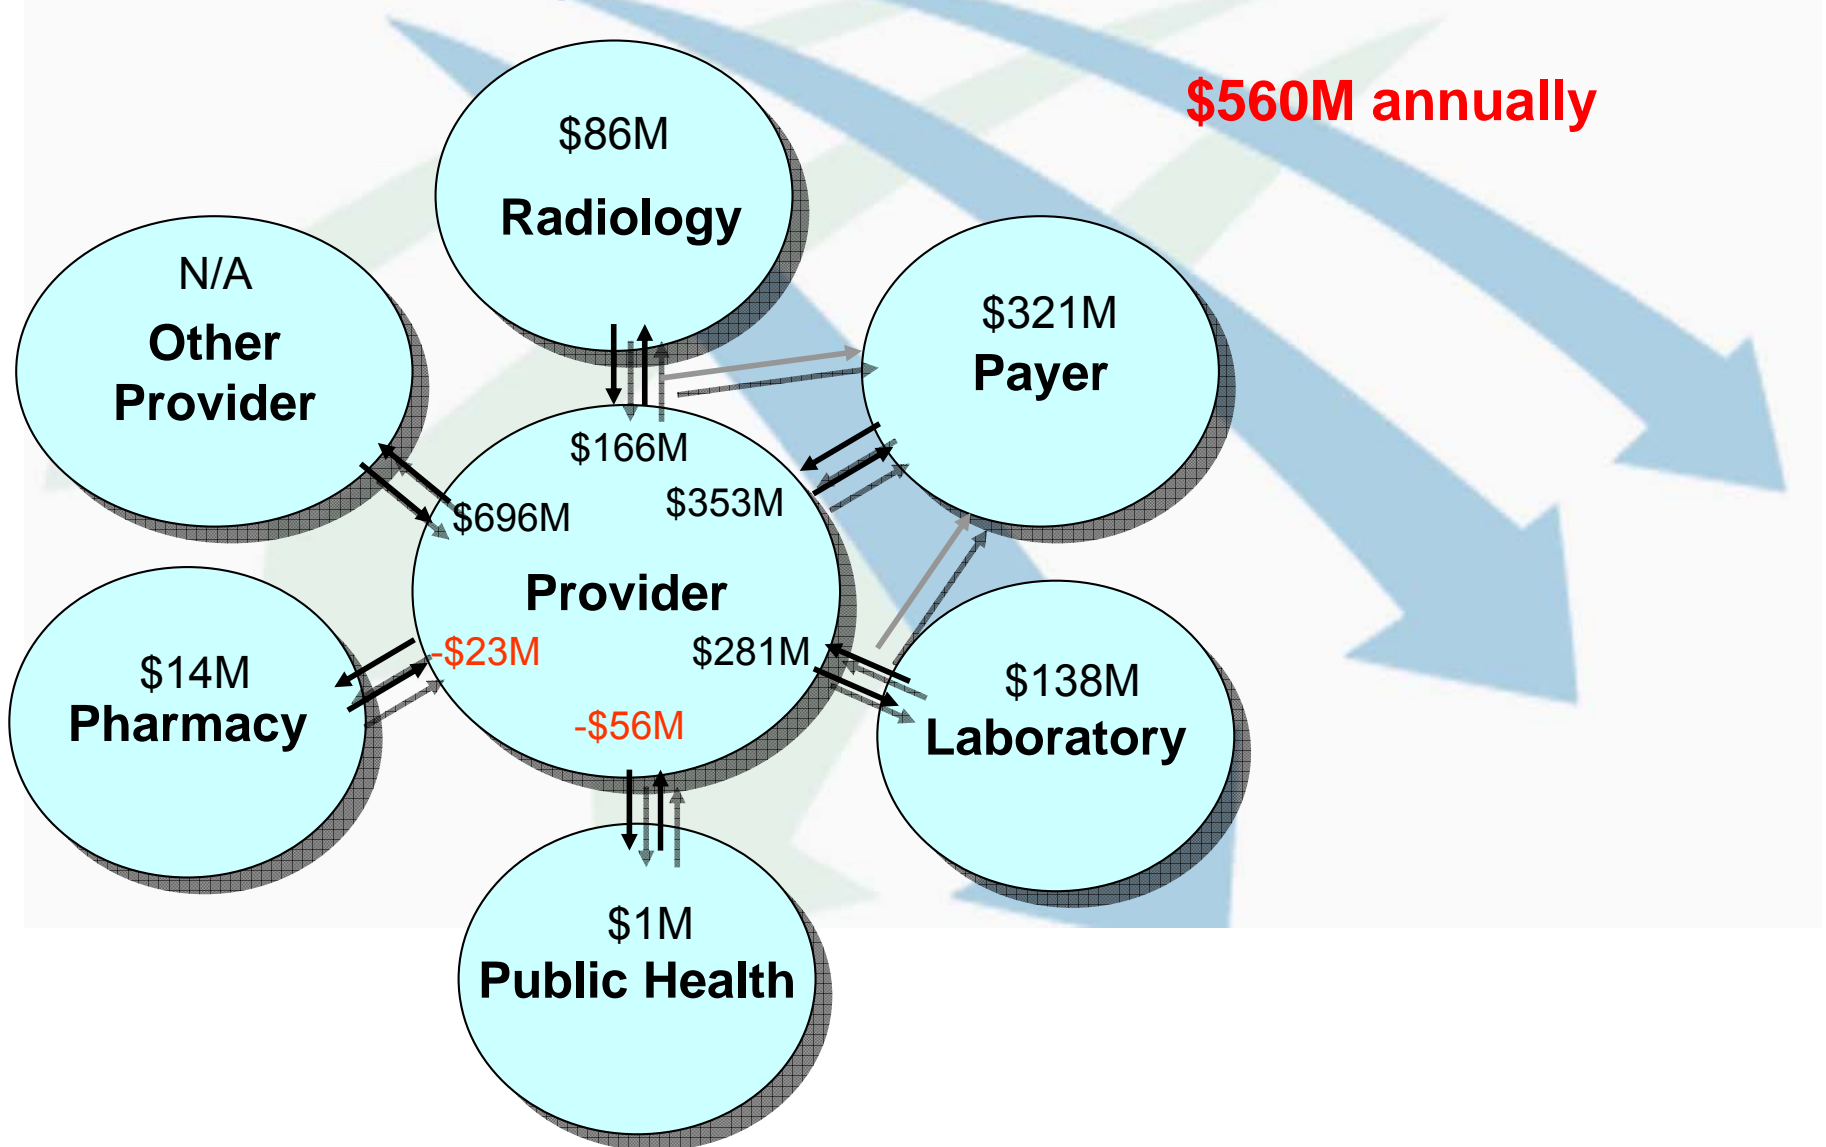 $560M annually
$86M
Radiology
N/A
Other
Provider
$321M
Payer
$166M
$353M
$696M
Provider
-$23M
$281M
-$56M
$14M
Pharmacy
$138M
Laboratory
$1M
Public Health